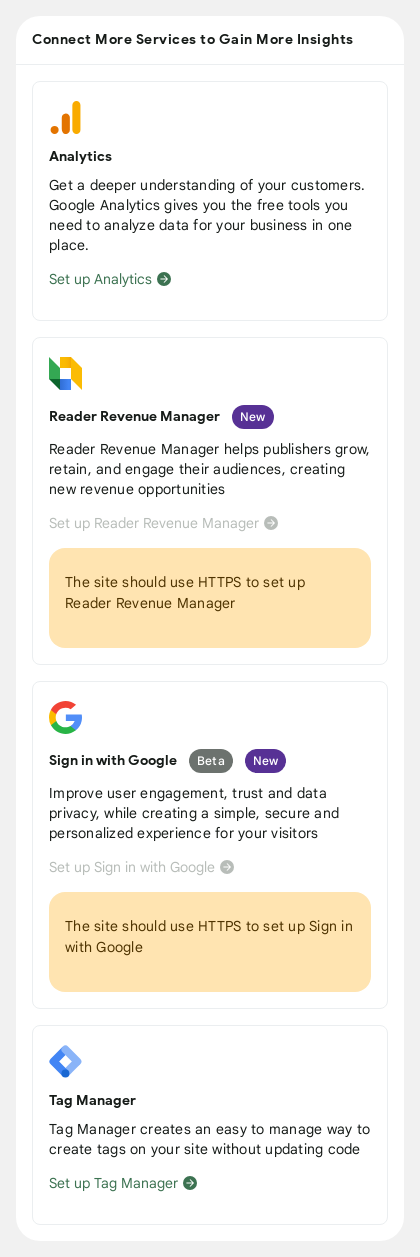 Connect More Services to Gain More Insights
Analytics
Get a deeper understanding of your customers.
Google Analytics gives you the free tools you
need to analyze data for your business in one
place.
Set up Analytics
Reader Revenue Manager New
Reader Revenue Manager helps publishers grow,
retain, and engage their audiences, creating
new revenue opportunities
Set up Reader Revenue Manager
The site should use HTTPS to set up
Reader Revenue Manager
Sign in with Google Beta New
Improve user engagement, trust and data
privacy, while creating a simple, secure and
personalized experience for your visitors
Set up Sign in with Google
The site should use HTTPS to set up Sign in
with Google
Tag Manager
Tag Manager creates an easy to manage way to
create tags on your site without updating code
Set up Tag Manager